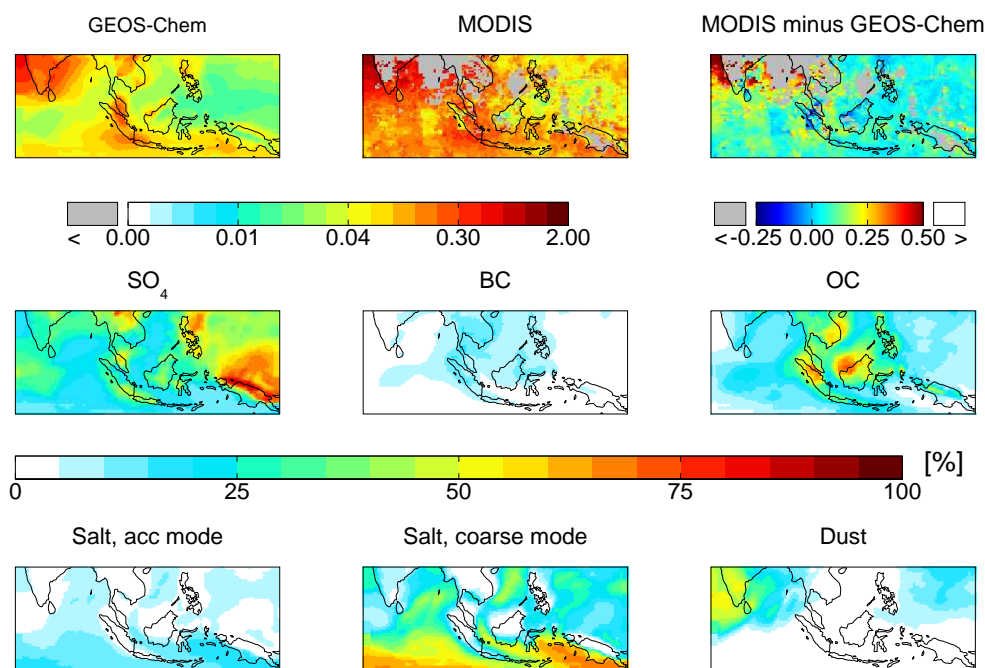 GEOS-Chem MODIS MODIS minus GEOS-Chem
< 0.00 0.01 0.04 0.30 2.00 <-0.25 0.00 0.25 0.50 >
SO4 BC OC
[%]
0 25 50 75 100
Salt, acc mode Salt, coarse mode Dust